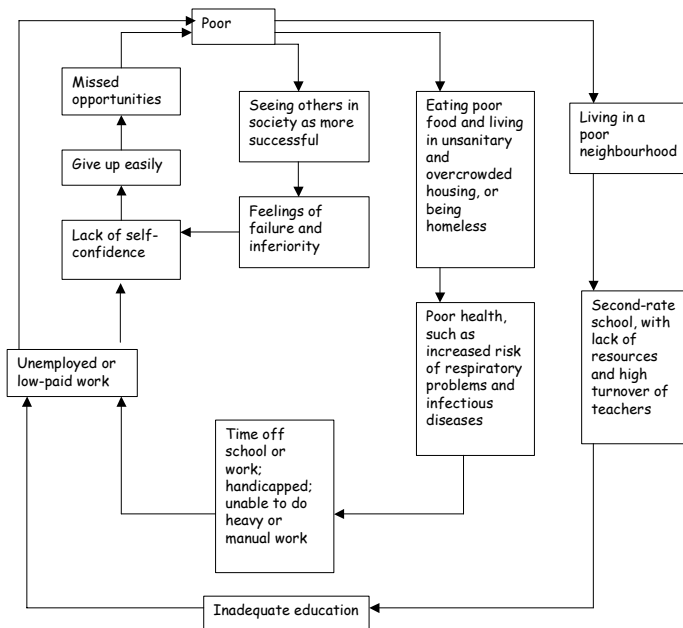 Poor
Missed
opportunities
Seeing others in
society as more
successful
Eating poor
food and living
in unsanitary
and
overcrowded
housing, or
being
homeless
Living in a
poor
neighbourhood
Give up easily
Feelings of
failure and
inferiority
Lack of self-
confidence
Poor health,
such as
increased risk
of respiratory
problems and
infectious
diseases
Second-rate
school, with
lack of
resources
and high
turnover of
teachers
Unemployed or
low-paid work
Time off
school or
work;
handicapped;
unable to do
heavy or
manual work
Inadequate education